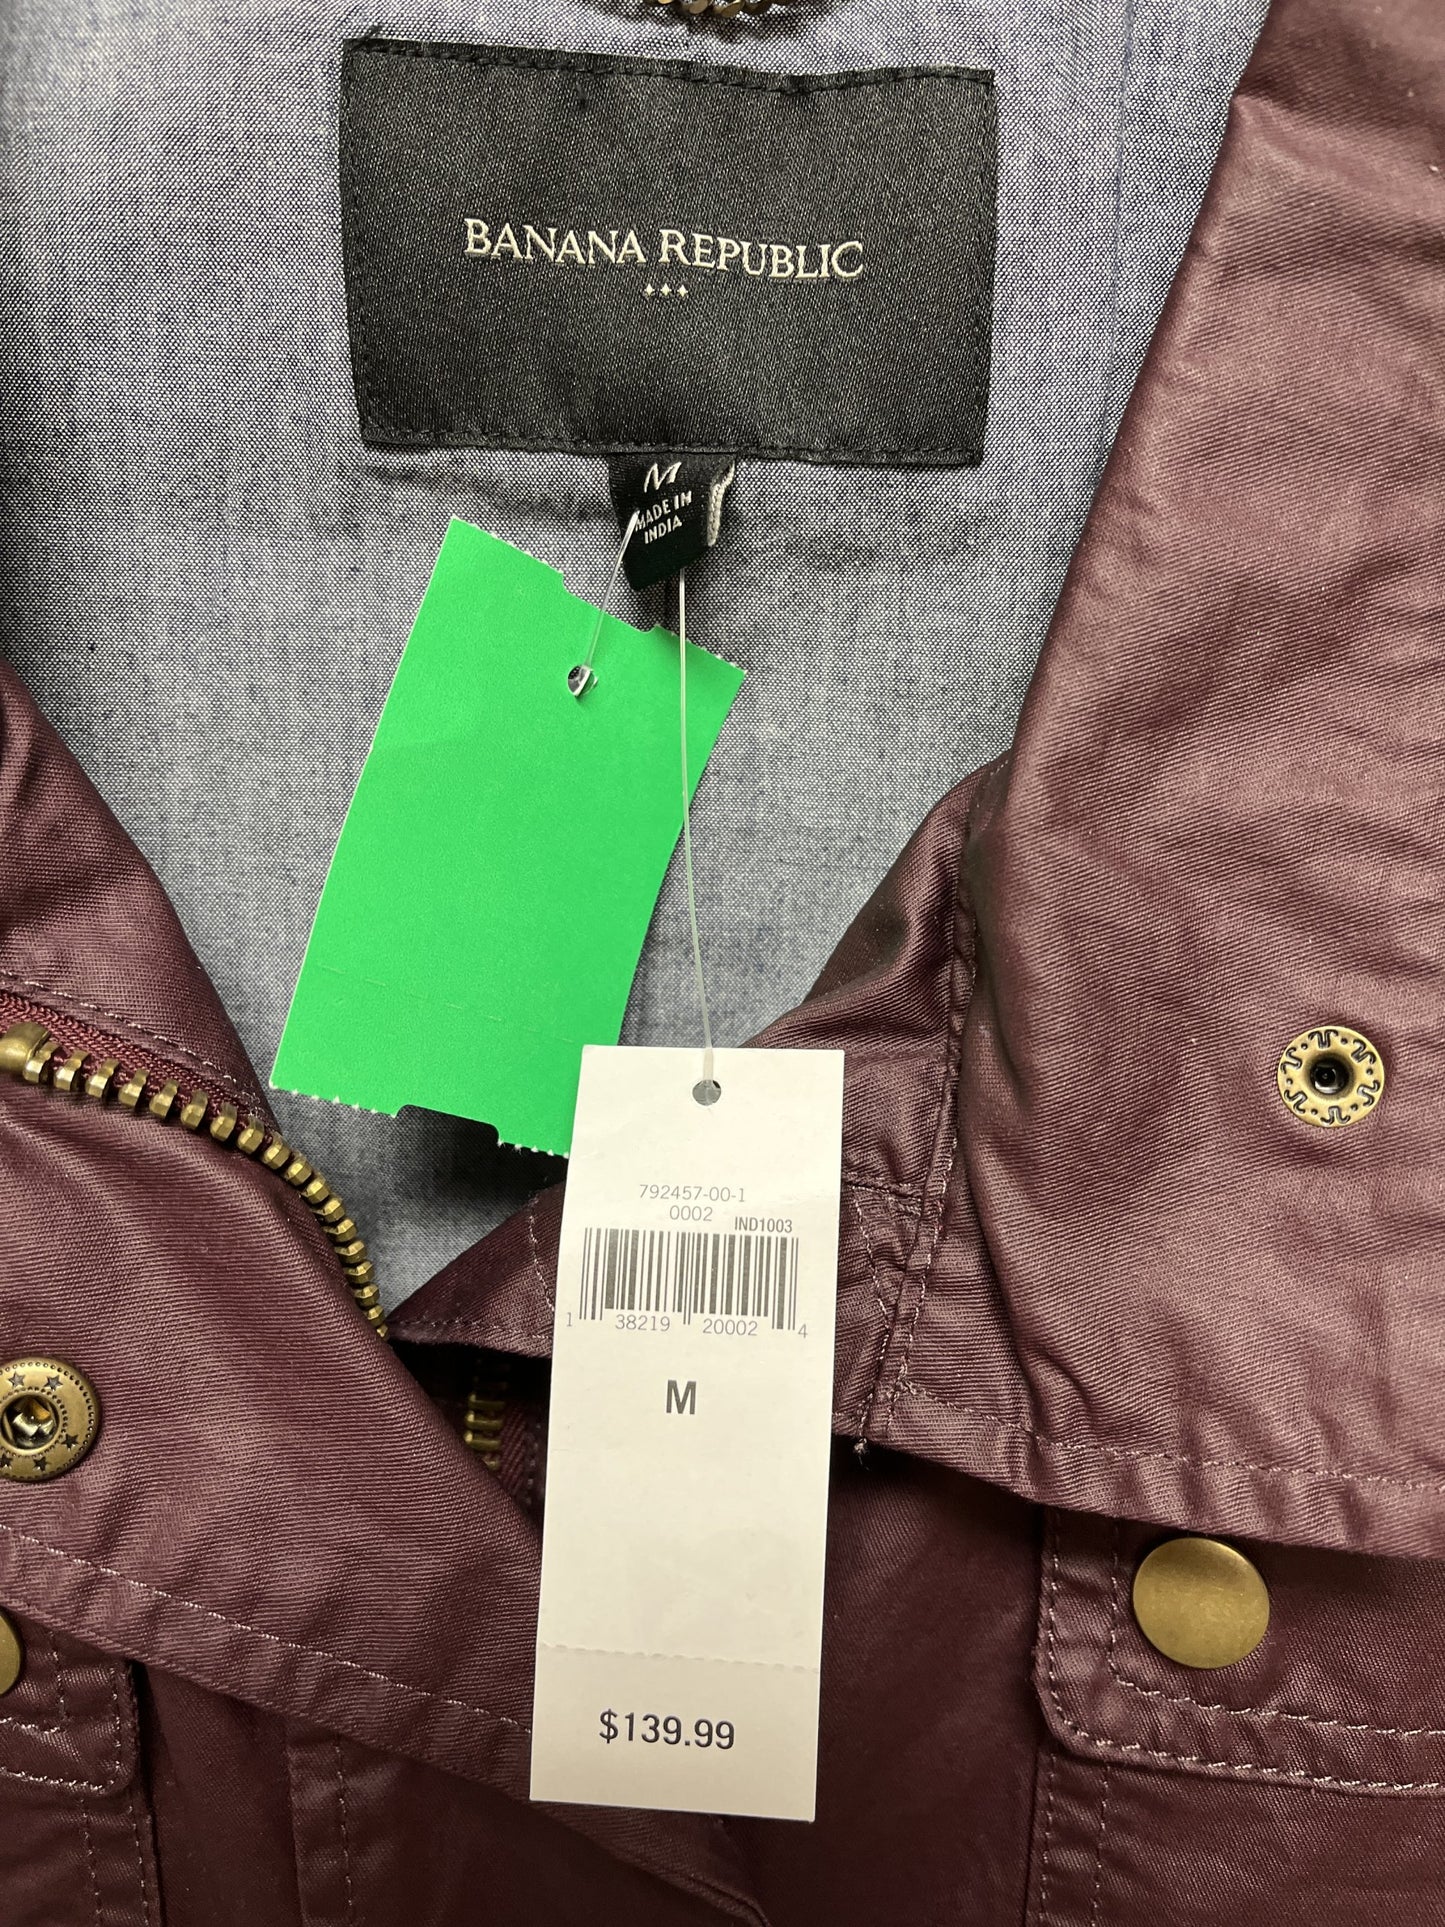 BANANA REPUBLIC
M
MADE IN
INDIA
792457-00-1
0002 IND1003
1 38219 20002 4
M
$139.99